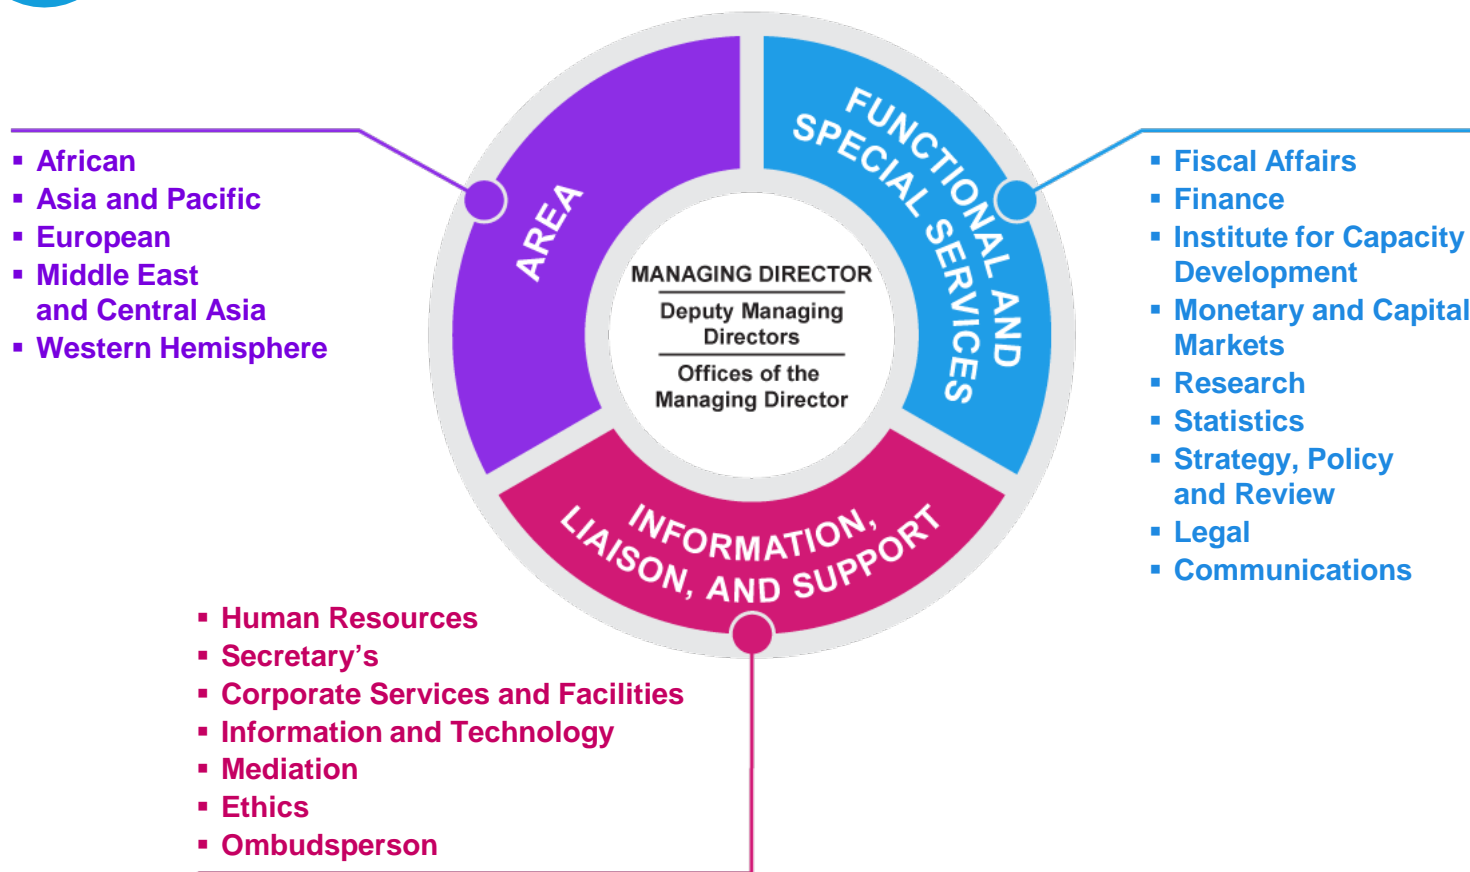 AREA
▪ African
▪ Asia and Pacific
▪ European
▪ Middle East
and Central Asia
▪ Western Hemisphere
FUNCTIONAL AND
SPECIAL SERVICES
▪ Fiscal Affairs
▪ Finance
▪ Institute for Capacity
Development
▪ Monetary and Capital
Markets
▪ Research
▪ Statistics
▪ Strategy, Policy
and Review
▪ Legal
▪ Communications
MANAGING DIRECTOR
Deputy Managing
Directors
Offices of the
Managing Director
INFORMATION,
LIAISON, AND SUPPORT
▪ Human Resources
▪ Secretary’s
▪ Corporate Services and Facilities
▪ Information and Technology
▪ Mediation
▪ Ethics
▪ Ombudsperson